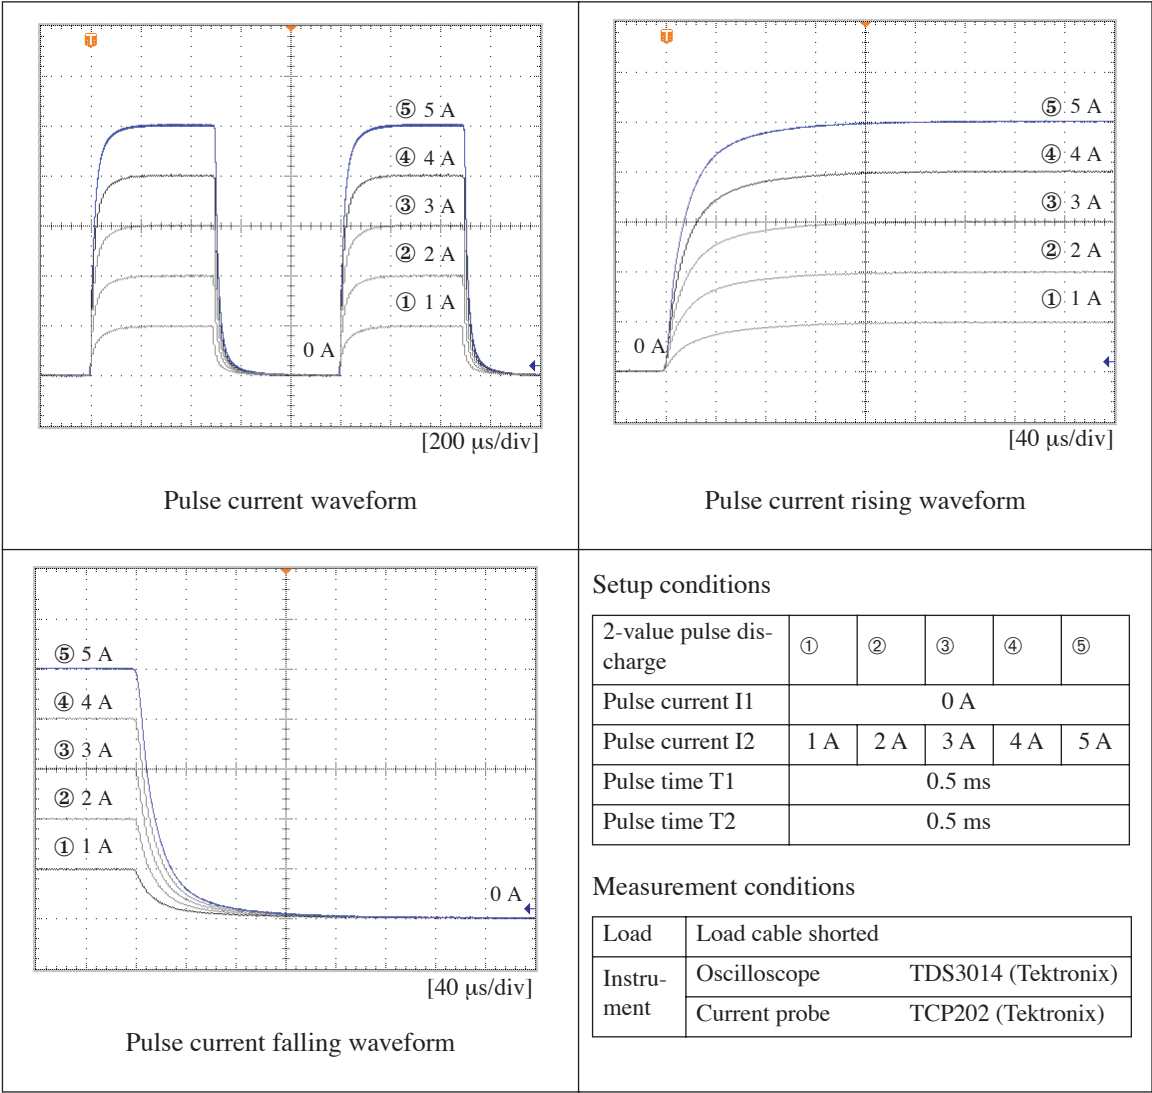 T
⑤ 5 A
④ 4 A
③ 3 A
② 2 A
① 1 A
0 A
[200 μs/div]
Pulse current waveform
T
⑤ 5 A
④ 4 A
③ 3 A
② 2 A
① 1 A
0 A
[40 μs/div]
Pulse current rising waveform
⑤ 5 A
④ 4 A
③ 3 A
② 2 A
① 1 A
0 A
[40 μs/div]
Pulse current falling waveform
Setup conditions
2-value pulse dis-
charge
① ② ③ ④ ⑤
Pulse current I1 0 A
Pulse current I2 1 A 2 A 3 A 4 A 5 A
Pulse time T1 0.5 ms
Pulse time T2 0.5 ms
Measurement conditions
Load Load cable shorted
Instru-
ment
Oscilloscope TDS3014 (Tektronix)
Current probe TCP202 (Tektronix)